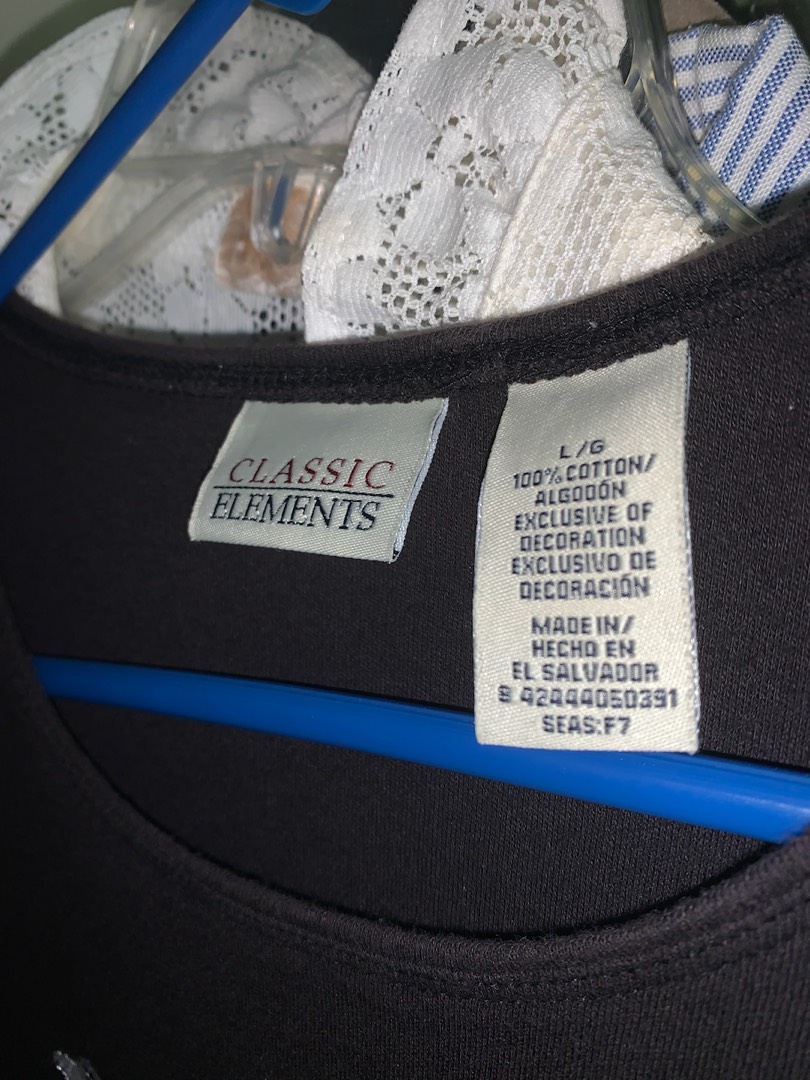 CLASSIC
ELEMENTS
L/G
100% COTTON/
ALGODÓN
EXCLUSIVE OF
DECORATION
EXCLUSIVO DE
DECORACIÓN
MADE IN/
HECHO EN
EL SALVADOR
8 42444050391
SEAS:F7